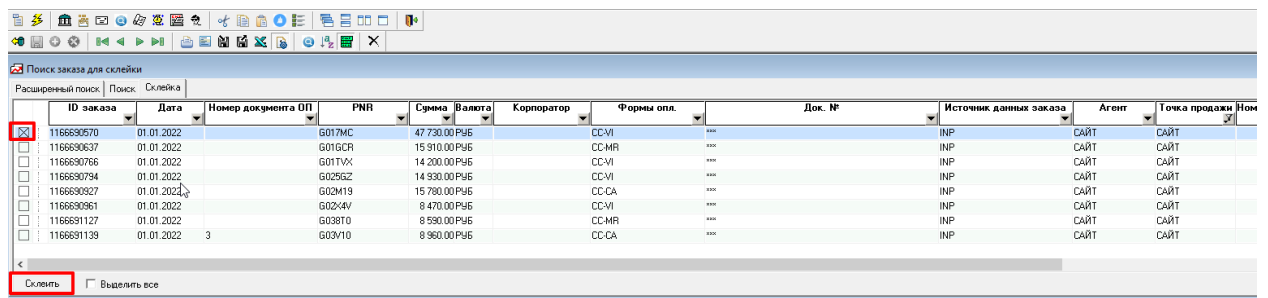 Поиск заказа для склейки
Расширенный поиск Поиск Склейка
ID заказа Дата Номер документа ОП PNR Сумма Валюта Корпоратор Формы опл. Док. № Источник данных заказа Агент Точка продажи Ном
1166690570 01.01.2022 G017MC 47 730.00 РУБ CC-VI *** INP САЙТ САЙТ
1166690637 01.01.2022 G01GCR 15 910.00 РУБ CC-MR *** INP САЙТ САЙТ
1166690766 01.01.2022 G01TVX 14 200.00 РУБ CC-VI *** INP САЙТ САЙТ
1166690794 01.01.2022 G025GZ 14 930.00 РУБ CC-VI *** INP САЙТ САЙТ
1166690927 01.01.2022 G02M19 15 780.00 РУБ CC-CA *** INP САЙТ САЙТ
1166690961 01.01.2022 G02X4V 8 470.00 РУБ CC-VI *** INP САЙТ САЙТ
1166691127 01.01.2022 G038T0 8 590.00 РУБ CC-MR *** INP САЙТ САЙТ
1166691139 01.01.2022 3 G03V10 8 960.00 РУБ CC-CA *** INP САЙТ САЙТ
Склеить Выделить все